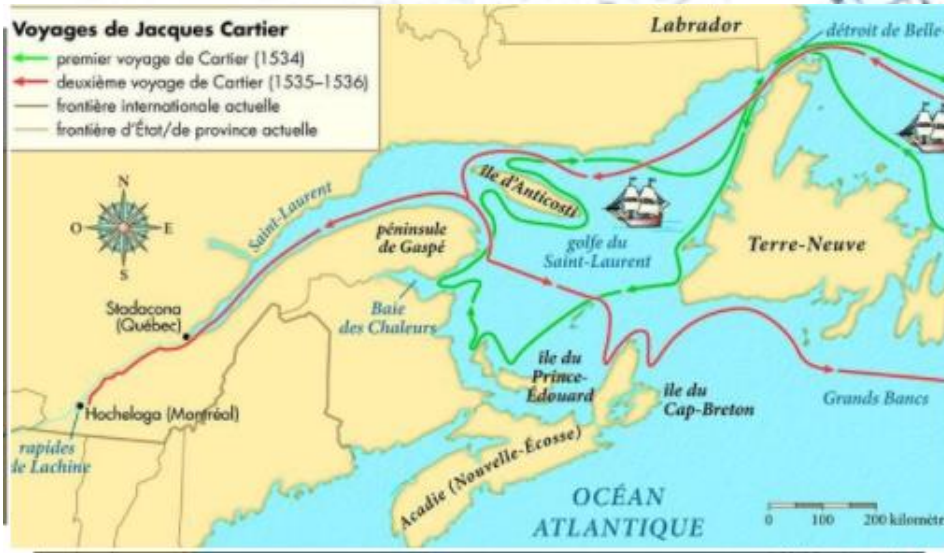 Voyages de Jacques Cartier
premier voyage de Cartier (1534)
deuxième voyage de Cartier (1535–1536)
frontière internationale actuelle
frontière d'État/de province actuelle
Labrador
détroit de Belle-
N
O
E
S
Saint-Laurent
île d'Anticosti
péninsule
de Gaspé
golfe du
Saint-Laurent
Terre-Neuve
Baie
des Chaleurs
Stadacona
(Québec)
île du
Prince-
Édouard
île du
Cap-Breton
Grands Bancs
Hochelaga (Montréal)
rapides
de Lachine
Acadie (Nouvelle-Écosse)
OCÉAN
ATLANTIQUE
0 100 200 kilomètr